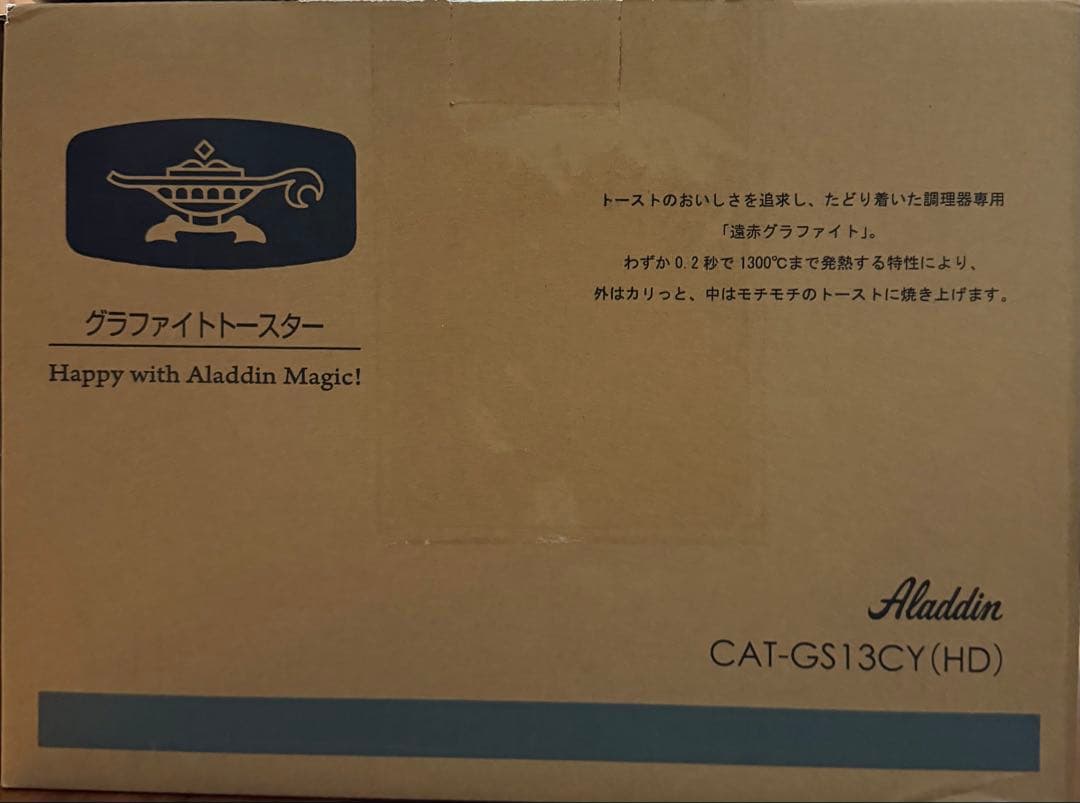 グラファイトトースター
Happy with Aladdin Magic!
トーストのおいしさを追求し、たどり着いた調理器専用
「遠赤グラファイト」。
わずか0.2秒で1300℃まで発熱する特性により、
外はカリっと、中はモチモチのトーストに焼き上げます。
Aladdin
CAT-GS13CY(HD)